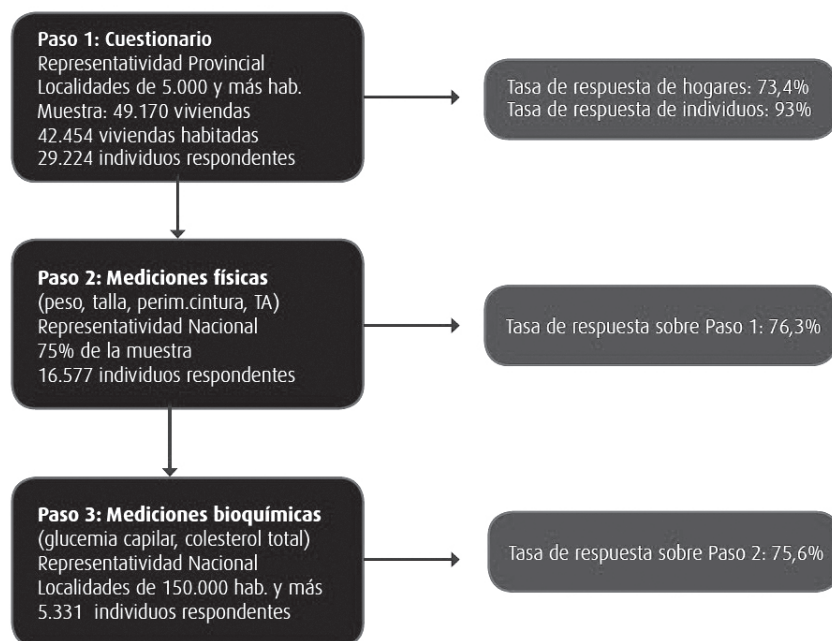 Paso 1: Cuestionario
Representatividad Provincial
Localidades de 5.000 y más hab.
Muestra: 49.170 viviendas
42.454 viviendas habitadas
29.224 individuos respondentes
Tasa de respuesta de hogares: 73,4%
Tasa de respuesta de individuos: 93%
Paso 2: Mediciones físicas
(peso, talla, perim.cintura, TA)
Representatividad Nacional
75% de la muestra
16.577 individuos respondentes
Tasa de respuesta sobre Paso 1: 76,3%
Paso 3: Mediciones bioquímicas
(glucemia capilar, colesterol total)
Representatividad Nacional
Localidades de 150.000 hab. y más
5.331 individuos respondentes
Tasa de respuesta sobre Paso 2: 75,6%